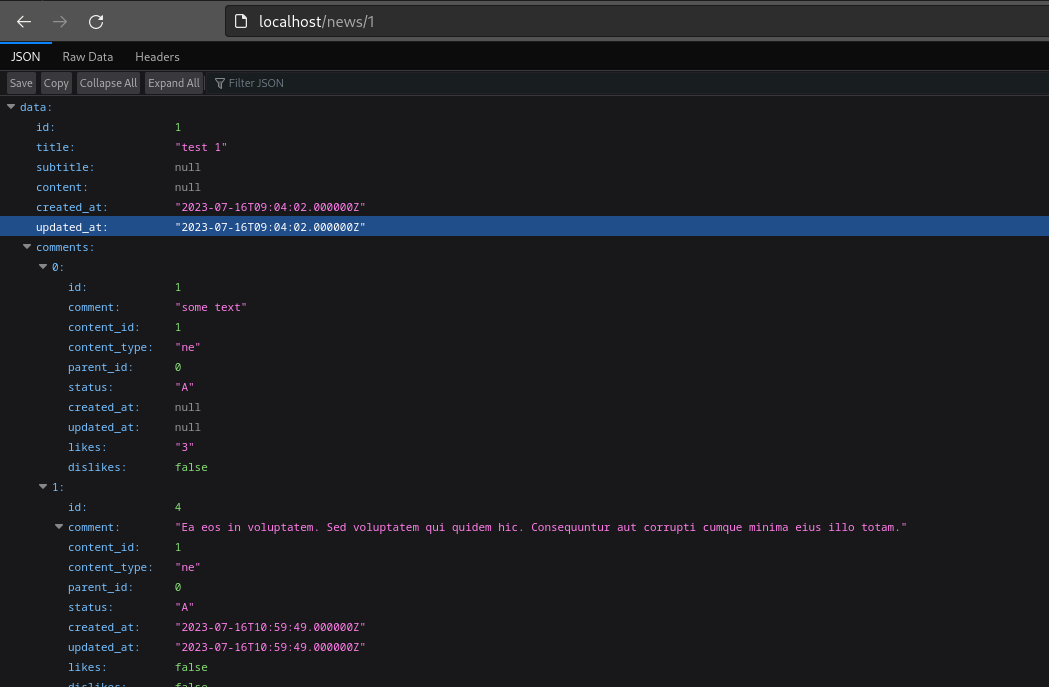 localhost/news/1
JSON Raw Data Headers
Save Copy Collapse All Expand All Filter JSON
data:
id: 1
title: "test 1"
subtitle: null
content: null
created_at: "2023-07-16T09:04:02.000000Z"
updated_at: "2023-07-16T09:04:02.000000Z"
comments:
0:
id: 1
comment: "some text"
content_id: 1
content_type: "ne"
parent_id: 0
status: "A"
created_at: null
updated_at: null
likes: "3"
dislikes: false
1:
id: 4
comment: "Ea eos in voluptatem. Sed voluptatem qui quidem hic. Consequuntur aut corrupti cumque minima eius illo totam."
content_id: 1
content_type: "ne"
parent_id: 0
status: "A"
created_at: "2023-07-16T10:59:49.000000Z"
updated_at: "2023-07-16T10:59:49.000000Z"
likes: false
dislikes: false